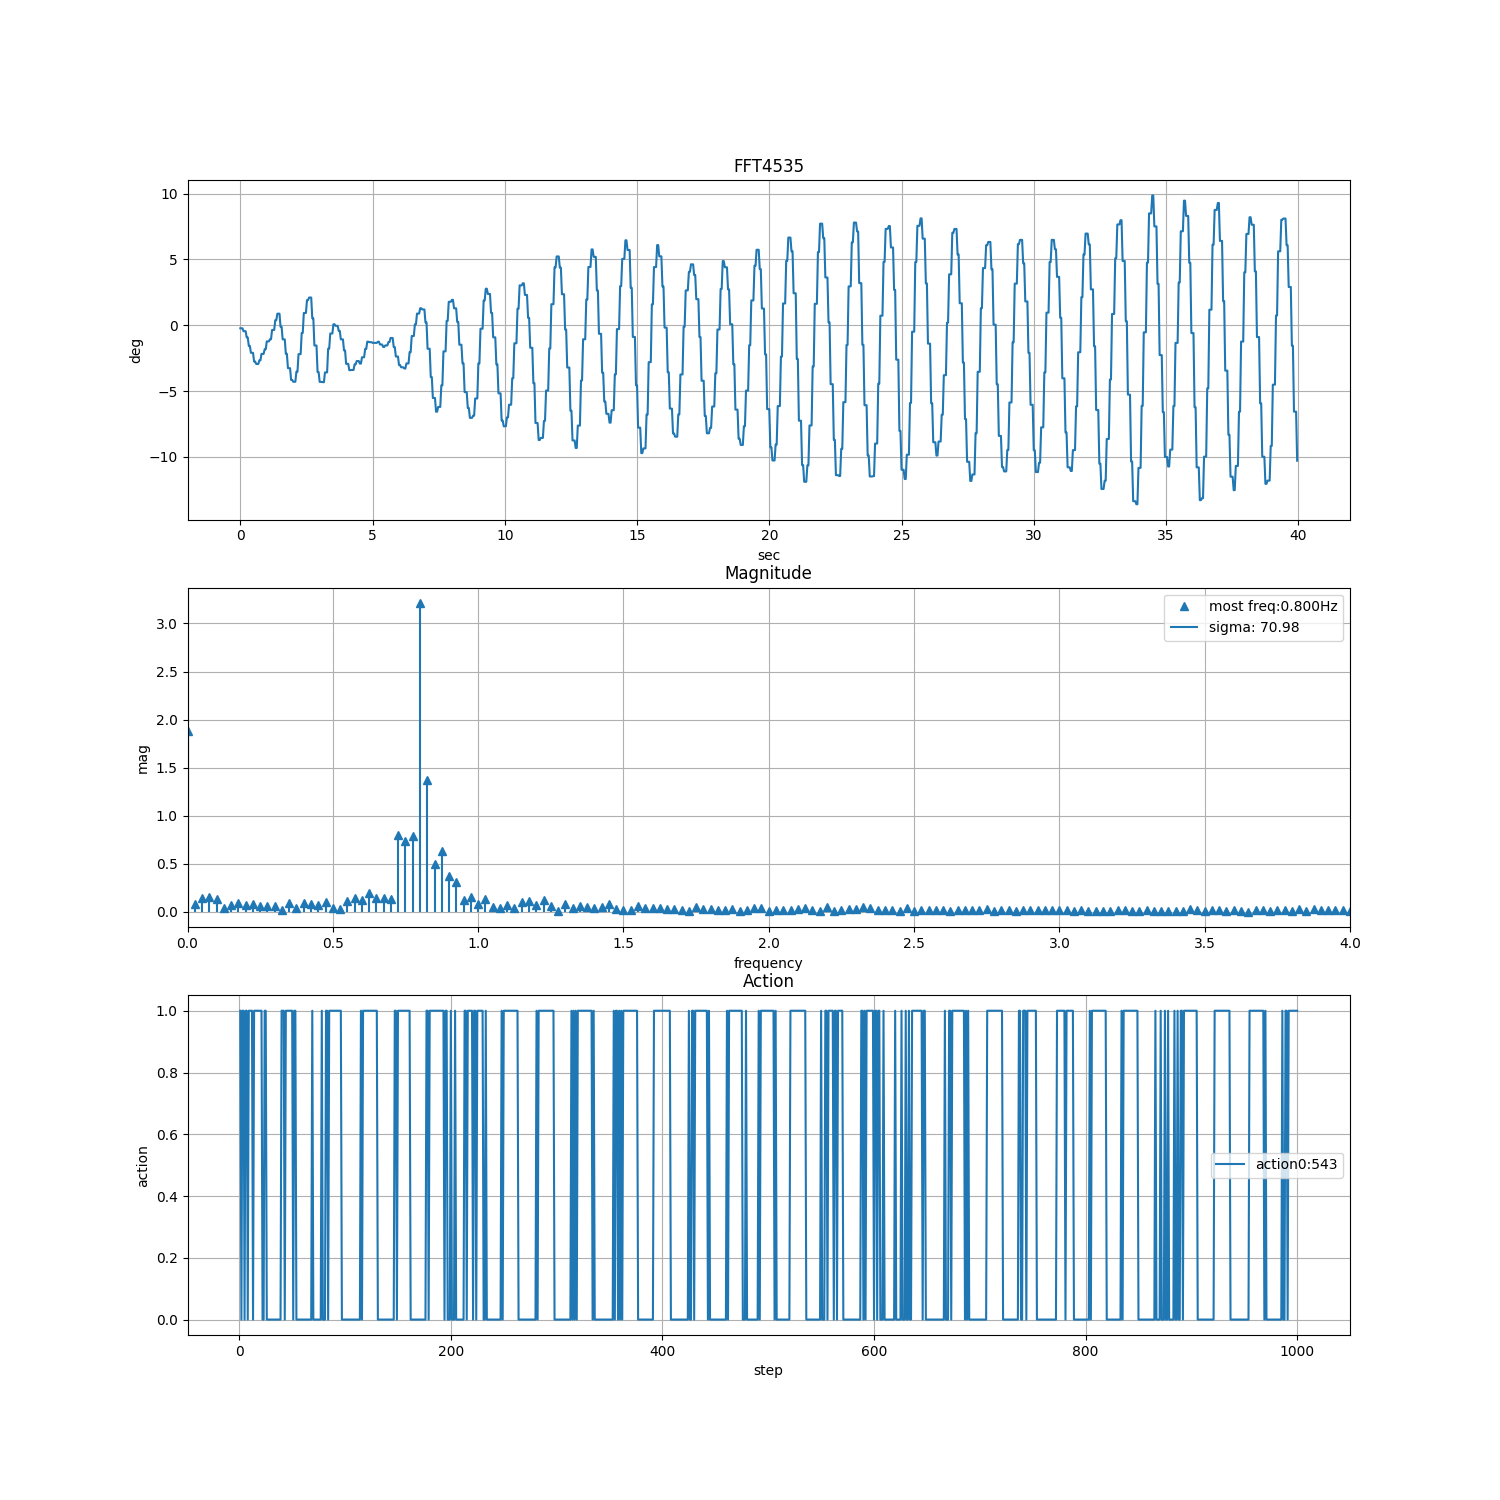 FFT4535
10
5
0
−5
−10
deg
0 5 10 15 20 25 30 35 40
sec
Magnitude
most freq:0.800Hz
sigma: 70.98
3.0
2.5
2.0
1.5
1.0
0.5
0.0
mag
0.0 0.5 1.0 1.5 2.0 2.5 3.0 3.5 4.0
frequency
Action
1.0
0.8
0.6
0.4
0.2
0.0
action
action0:543
0 200 400 600 800 1000
step